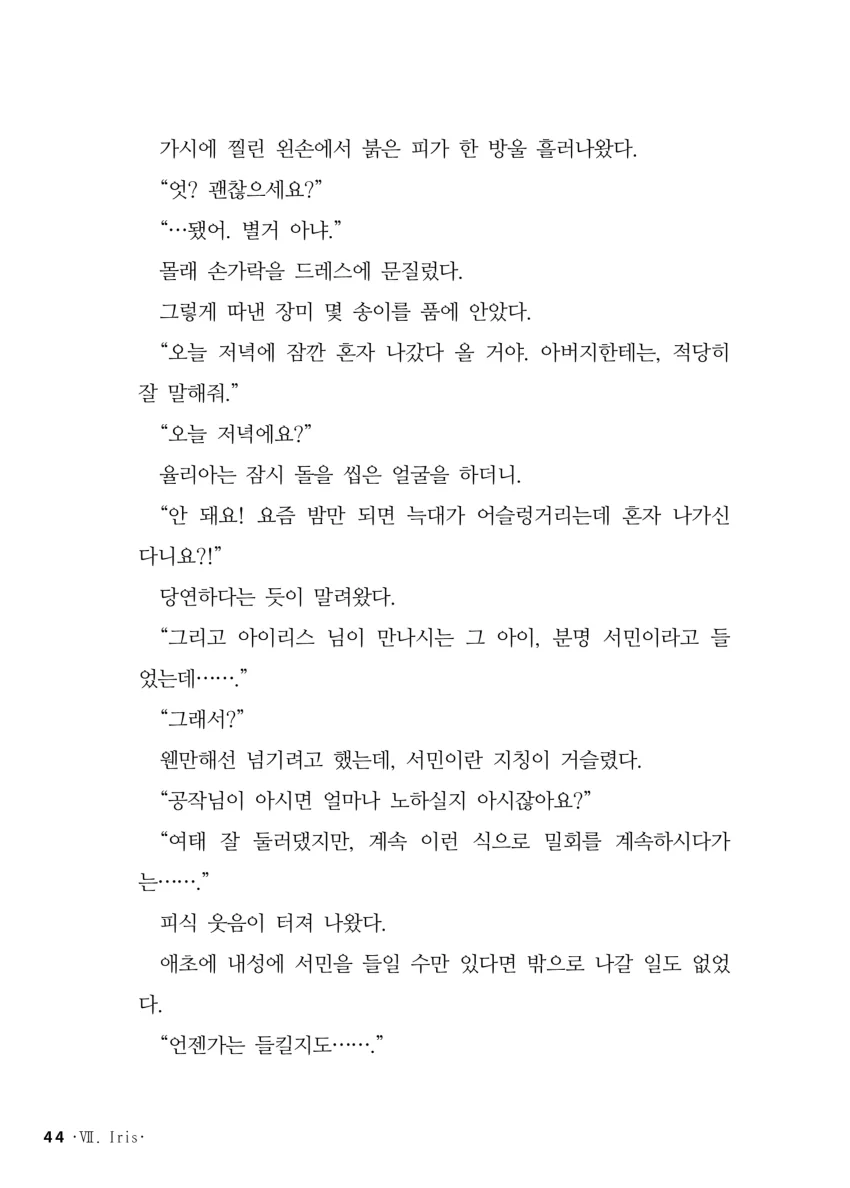 가시에 찔린 왼손에서 붉은 피가 한 방울 흘러나왔다.
“엇? 괜찮으세요?”
“…됐어. 별거 아냐.”
몰래 손가락을 드레스에 문질렀다.
그렇게 따낸 장미 몇 송이를 품에 안았다.
“오늘 저녁에 잠깐 혼자 나갔다 올 거야. 아버지한테는, 적당히
잘 말해줘.”
“오늘 저녁에요?”
율리아는 잠시 돌을 씹은 얼굴을 하더니.
“안 돼요! 요즘 밤만 되면 늑대가 어슬렁거리는데 혼자 나가신
다니요?!”
당연하다는 듯이 말려왔다.
“그리고 아이리스 님이 만나시는 그 아이, 분명 서민이라고 들
었는데…….”
“그래서?”
웬만해선 넘기려고 했는데, 서민이란 지칭이 거슬렸다.
“공작님이 아시면 얼마나 노하실지 아시잖아요?”
“여태 잘 둘러댔지만, 계속 이런 식으로 밀회를 계속하시다가
는…….”
피식 웃음이 터져 나왔다.
애초에 내성에 서민을 들일 수만 있다면 밖으로 나갈 일도 없었
다.
“언젠가는 들킬지도…….”
44 ·Ⅶ. Iris·